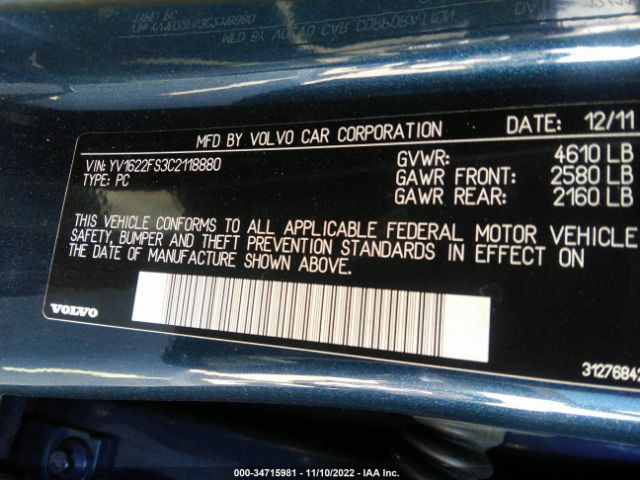 MFD BY VOLVO CAR CORPORATION DATE: 12/11
VIN: YV1622FS3C2118880 GVWR: 4610 LB
TYPE: PC GAWR FRONT: 2580 LB
GAWR REAR: 2160 LB
THIS VEHICLE CONFORMS TO ALL APPLICABLE FEDERAL MOTOR VEHICLE
SAFETY, BUMPER AND THEFT PREVENTION STANDARDS IN EFFECT ON
THE DATE OF MANUFACTURE SHOWN ABOVE.
VOLVO
3127684
000-34715981 - 11/10/2022 - IAA Inc.